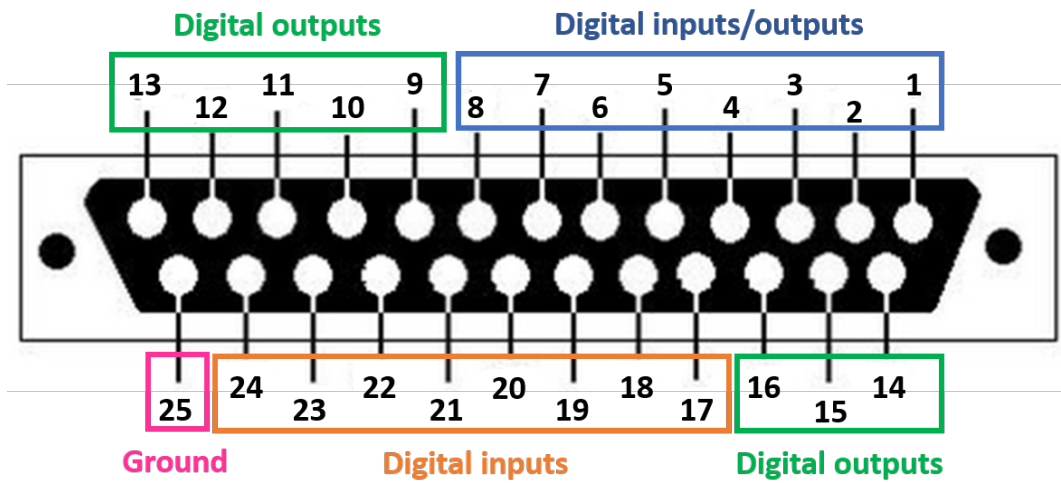 Digital outputs Digital inputs/outputs
13 12 11 10 9 8 7 6 5 4 3 2 1
25 24 23 22 21 20 19 18 17 16 15 14
Ground Digital inputs Digital outputs